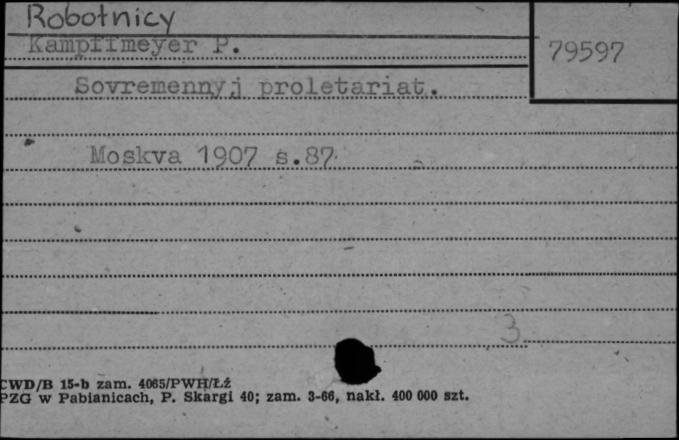 Robotnicy
Kampffmeyer P.
79597
Sovremennyj proletariat.
Moskva 1907 s.87
3
CWD/B 15-b zam. 4065/PWH/Łź
PZG w Pabianicach, P. Skargi 40; zam. 3-66, nakł. 400 000 szt.